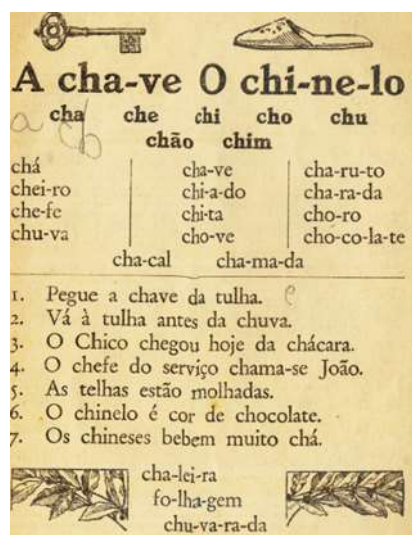 A cha-ve O chi-ne-lo
cha che chi cho chu
chão chim
chá cha-ve cha-ru-to
chei-ro chi-a-do cha-ra-da
che-fe chi-ta cho-ro
chu-va cho-ve cho-co-la-te
cha-cal cha-ma-da
1. Pegue a chave da tulha.
2. Vá à tulha antes da chuva.
3. O Chico chegou hoje da chácara.
4. O chefe do serviço chama-se João.
5. As telhas estão molhadas.
6. O chinelo é cor de chocolate.
7. Os chineses bebem muito chá.
cha-lei-ra
fo-lha-gem
chu-va-ra-da